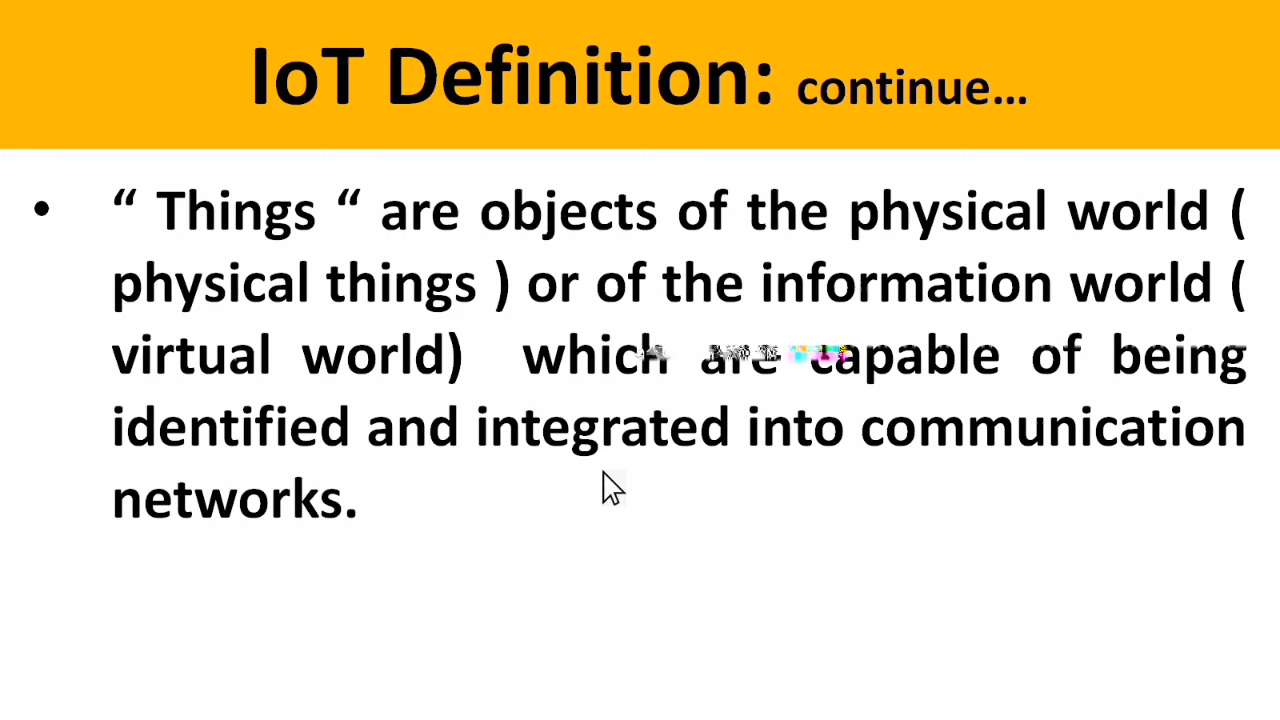 IoT Definition: continue...
• “ Things “ are objects of the physical world (
physical things ) or of the information world (
virtual world) which are capable of being
identified and integrated into communication
networks.